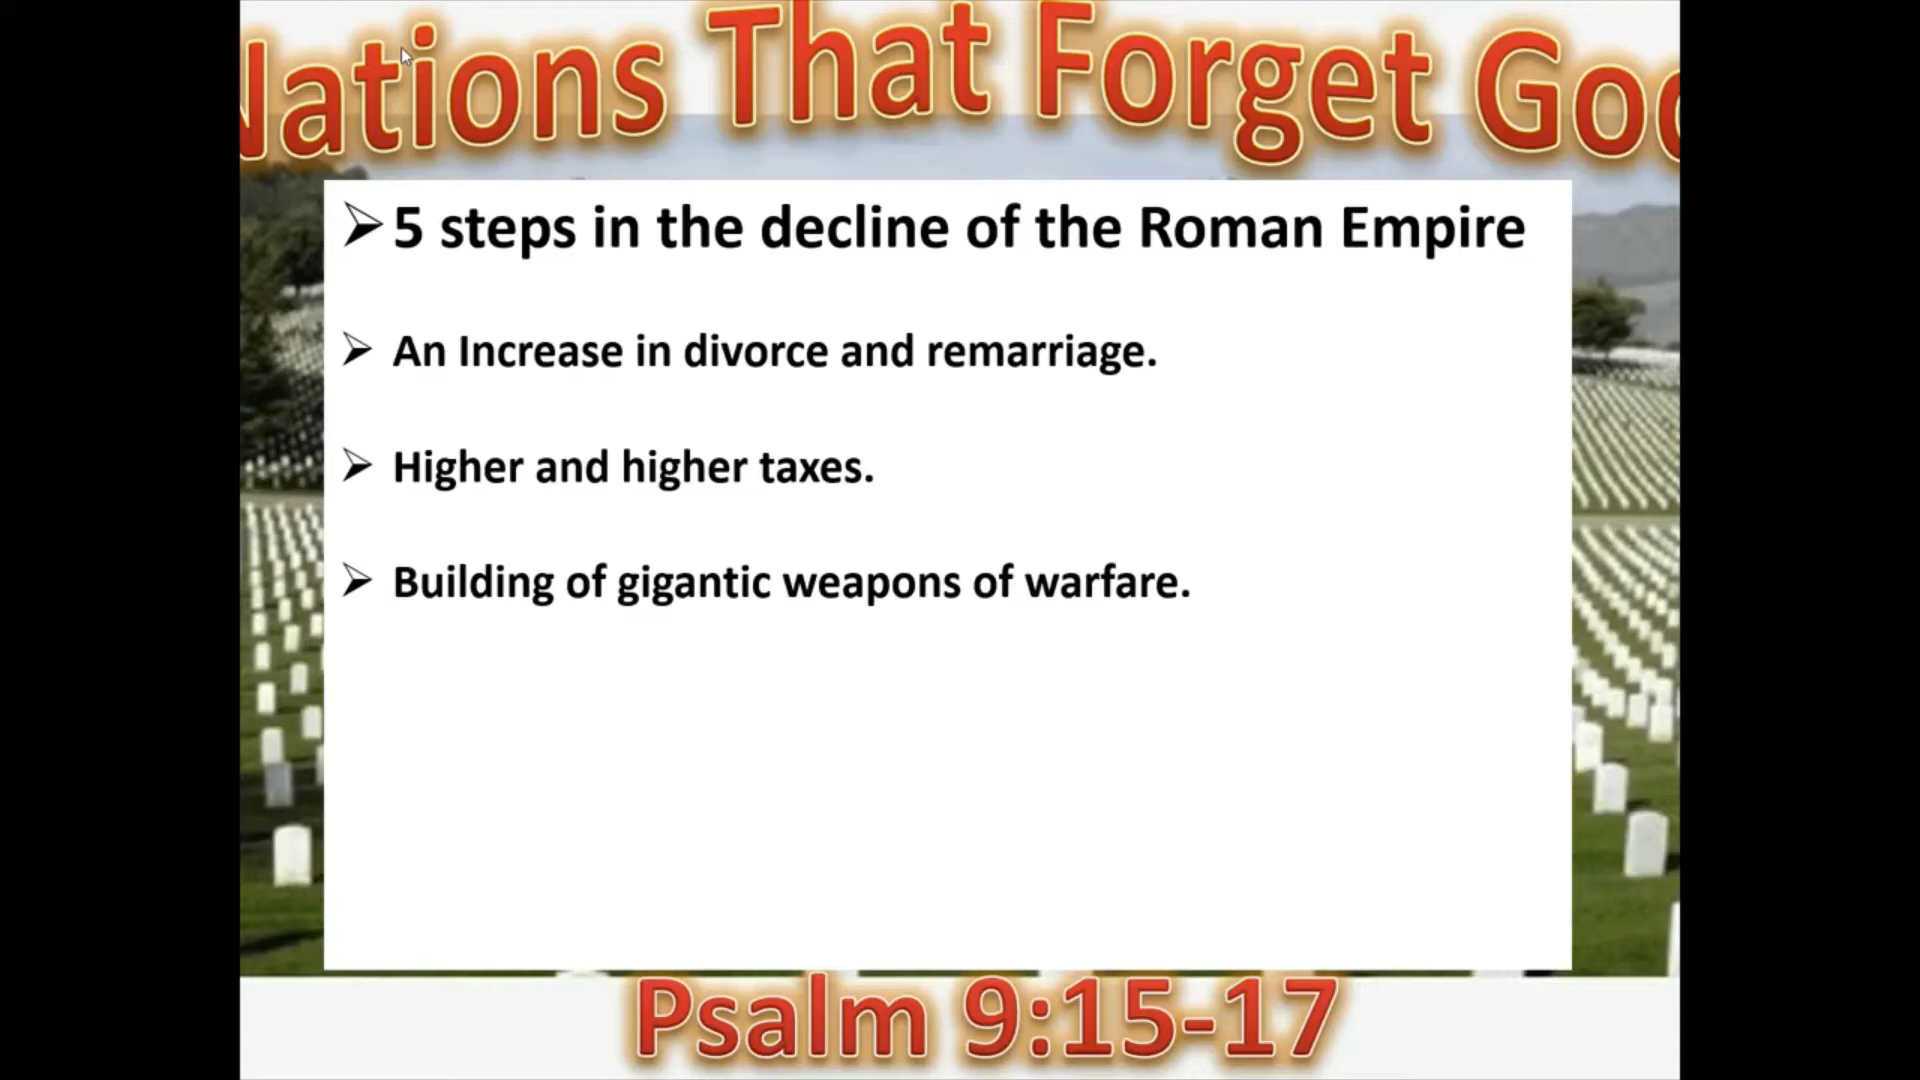 Nations That Forget God
➢5 steps in the decline of the Roman Empire
➢ An Increase in divorce and remarriage.
➢ Higher and higher taxes.
➢ Building of gigantic weapons of warfare.
Psalm 9:15-17